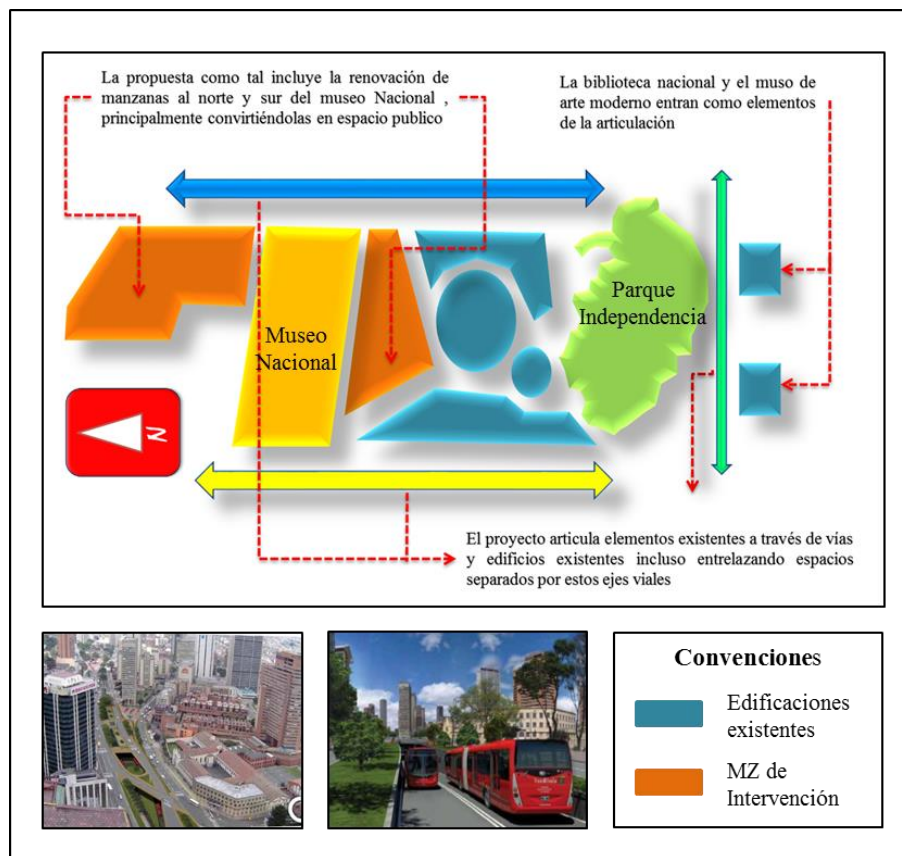 La propuesta como tal incluye la renovación de
manzanas al norte y sur del museo Nacional ,
principalmente convirtiéndolas en espacio publico
La biblioteca nacional y el muso de
arte moderno entran como elementos
de la articulación
Museo
Nacional
Parque
Independencia
N
El proyecto articula elementos existentes a través de vías
y edificios existentes incluso entrelazando espacios
separados por estos ejes viales
Convenciones
Edificaciones
existentes
MZ de
Intervención